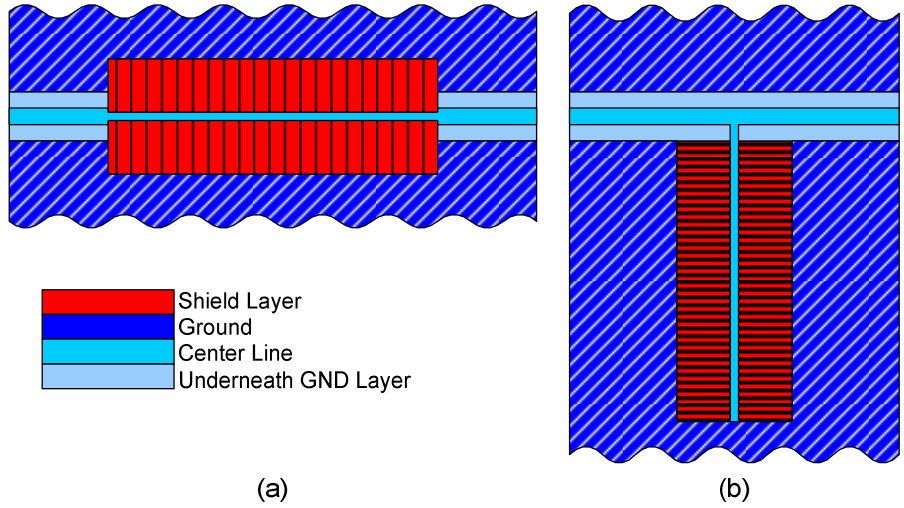 Shield Layer
Ground
Center Line
Underneath GND Layer
(a)
(b)